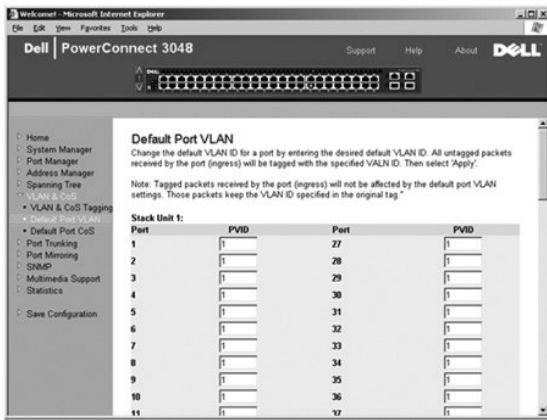 Welcome! - Microsoft Internet Explorer
File Edit View Favorites Tools Help
Dell | PowerConnect 3048
Support Help About DELL
Home
System Manager
Port Manager
Address Manager
Spanning Tree
VLAN & CoS
• VLAN & CoS Tagging
• Default Port VLAN
• Default Port CoS
Port Trunking
Port Mirroring
SNMP
Multimedia Support
Statistics
Save Configuration
Default Port VLAN
Change the default VLAN ID for a port by entering the desired default VLAN ID. All untagged packets
received by the port (ingress) will be tagged with the specified VALN ID. Then select 'Apply'.
Note: Tagged packets received by the port (ingress) will not be affected by the default port VLAN
settings. Those packets keep the VLAN ID specified in the original tag."
Stack Unit 1:
Port PVID Port PVID
1 1 27 1
2 1 28 1
3 1 29 1
4 1 30 1
5 1 31 1
6 1 32 1
7 1 33 1
8 1 34 1
9 1 35 1
10 1 36 1
11 1 37 1